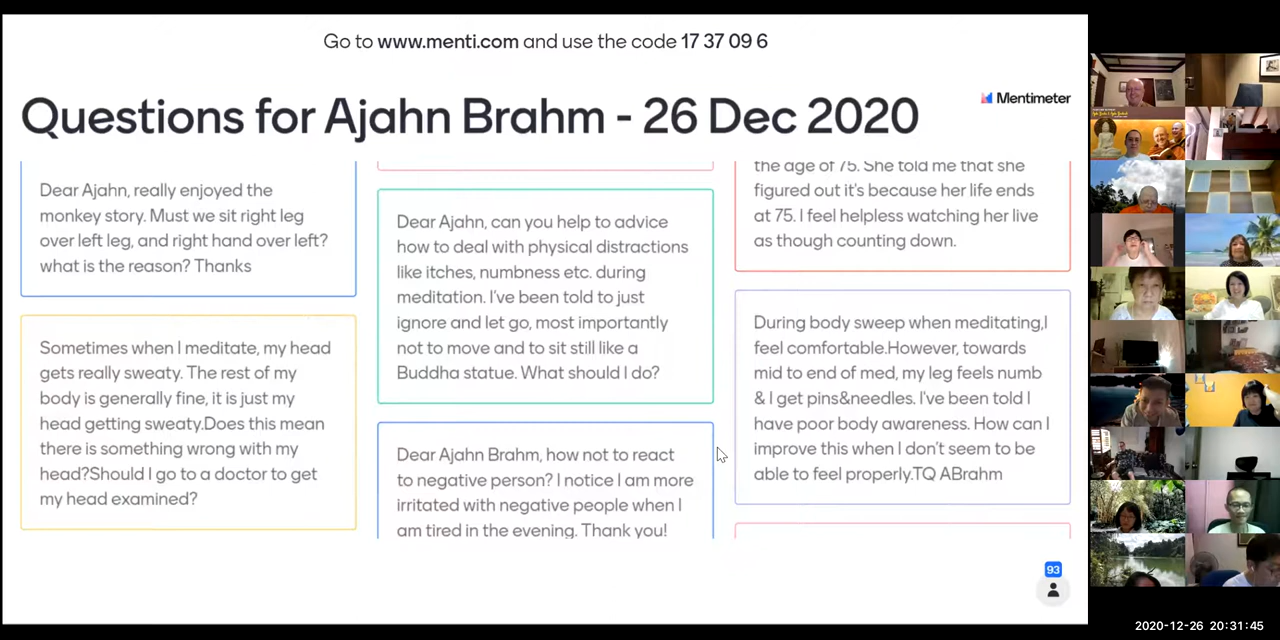 Go to www.menti.com and use the code 17 37 09 6
Questions for Ajahn Brahm - 26 Dec 2020
Mentimeter
Dear Ajahn, really enjoyed the
monkey story. Must we sit right leg
over left leg, and right hand over left?
what is the reason? Thanks
Sometimes when I meditate, my head
gets really sweaty. The rest of my
body is generally fine, it is just my
head getting sweaty.Does this mean
there is something wrong with my
head?Should I go to a doctor to get
my head examined?
Dear Ajahn, can you help to advice
how to deal with physical distractions
like itches, numbness etc. during
meditation. I've been told to just
ignore and let go, most importantly
not to move and to sit still like a
Buddha statue. What should I do?
Dear Ajahn Brahm, how not to react
to negative person? I notice I am more
irritated with negative people when I
am tired in the evening. Thank you!
the age of 75. She told me that she
figured out it's because her life ends
at 75. I feel helpless watching her live
as though counting down.
During body sweep when meditating,I
feel comfortable.However, towards
mid to end of med, my leg feels numb
& I get pins&needles. I've been told I
have poor body awareness. How can I
improve this when I don't seem to be
able to feel properly.TQ ABrahm
93
2020-12-26 20:31:45